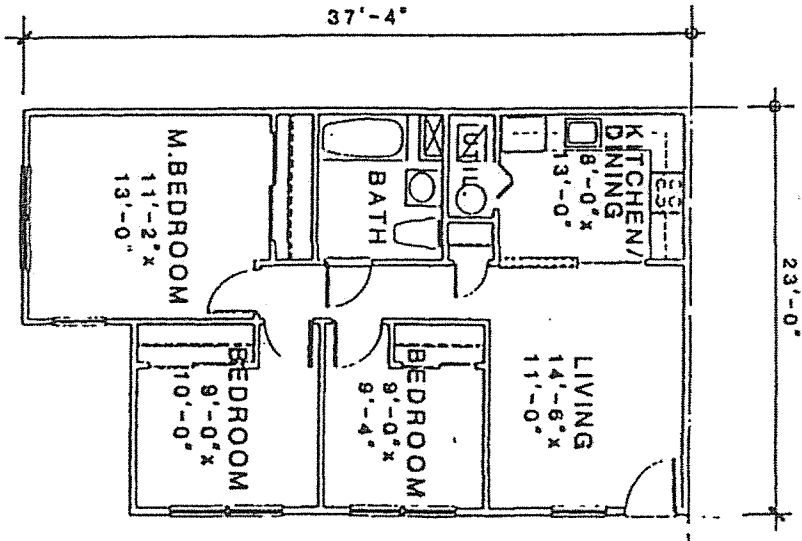 37'-4"
23'-0"
KITCHEN/
DINING
8'-0" x
13'-0"
UTIL
BATH
M.BEDROOM
11'-2" x
13'-0"
LIVING
14'-6" x
11'-0"
BEDROOM
9'-0" x
9'-4"
BEDROOM
9'-0" x
10'-0"